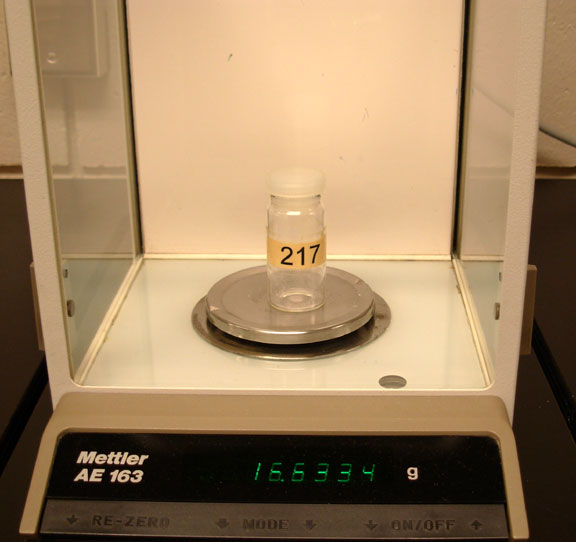 217
Mettler
AE 163
16.6334 g
RE-ZERO MODE ON/OFF